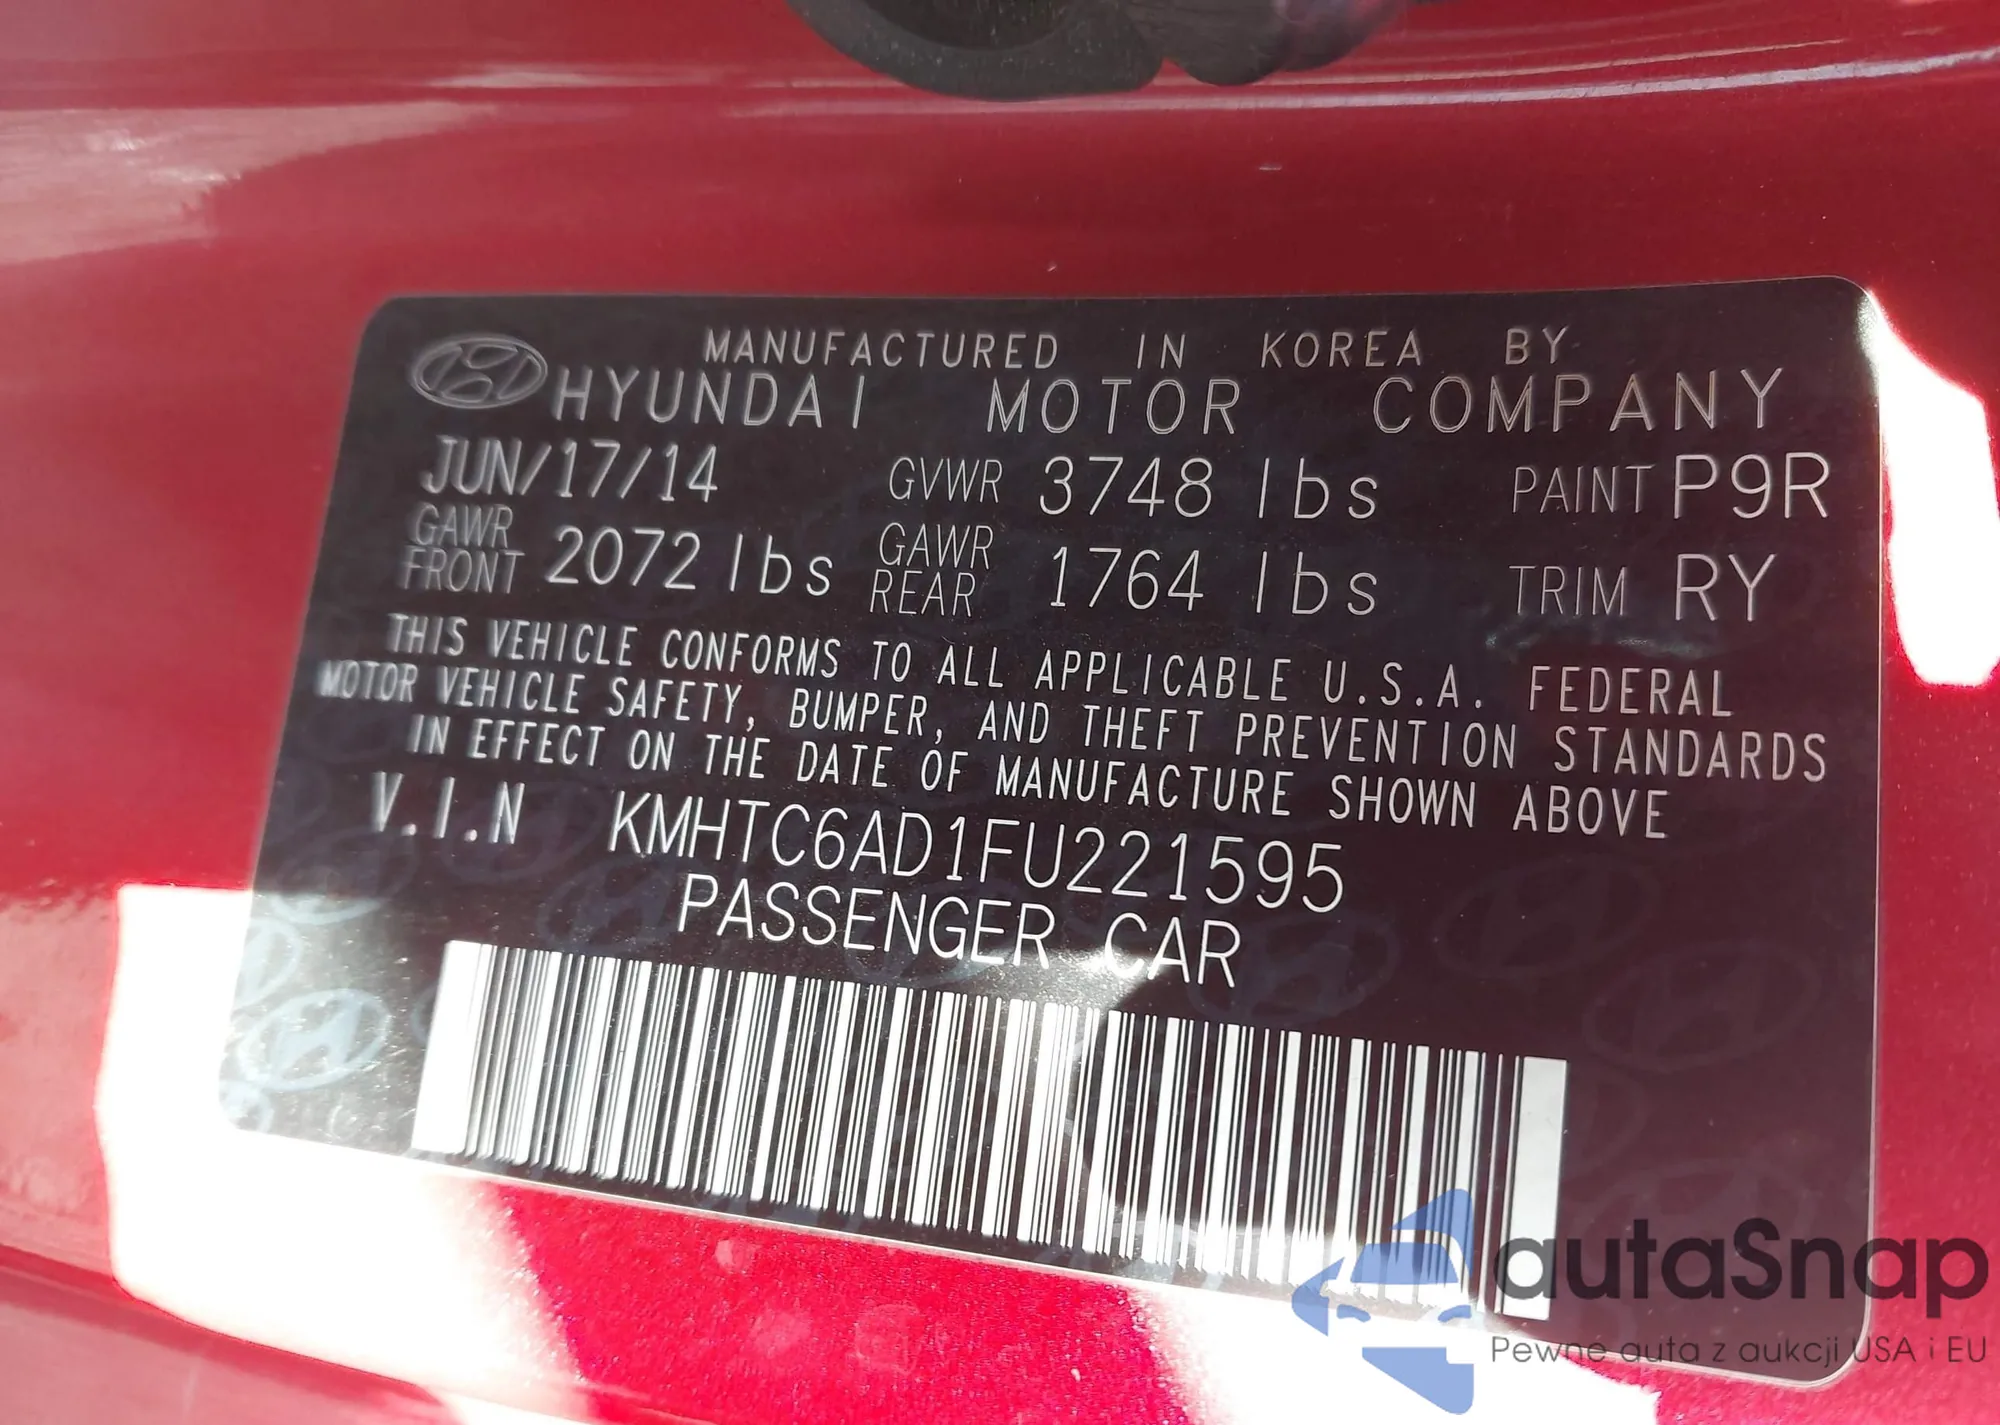 MANUFACTURED IN KOREA BY
HYUNDAI MOTOR COMPANY
JUN/17/14 GVWR 3748 lbs PAINT P9R
GAWR FRONT 2072 lbs GAWR REAR 1764 lbs TRIM RY
THIS VEHICLE CONFORMS TO ALL APPLICABLE U.S.A. FEDERAL
MOTOR VEHICLE SAFETY, BUMPER, AND THEFT PREVENTION STANDARDS
IN EFFECT ON THE DATE OF MANUFACTURE SHOWN ABOVE
V.I.N KMHTC6AD1FU221595
PASSENGER CAR
autaSnap
Pewne auta z aukcji USA i EU